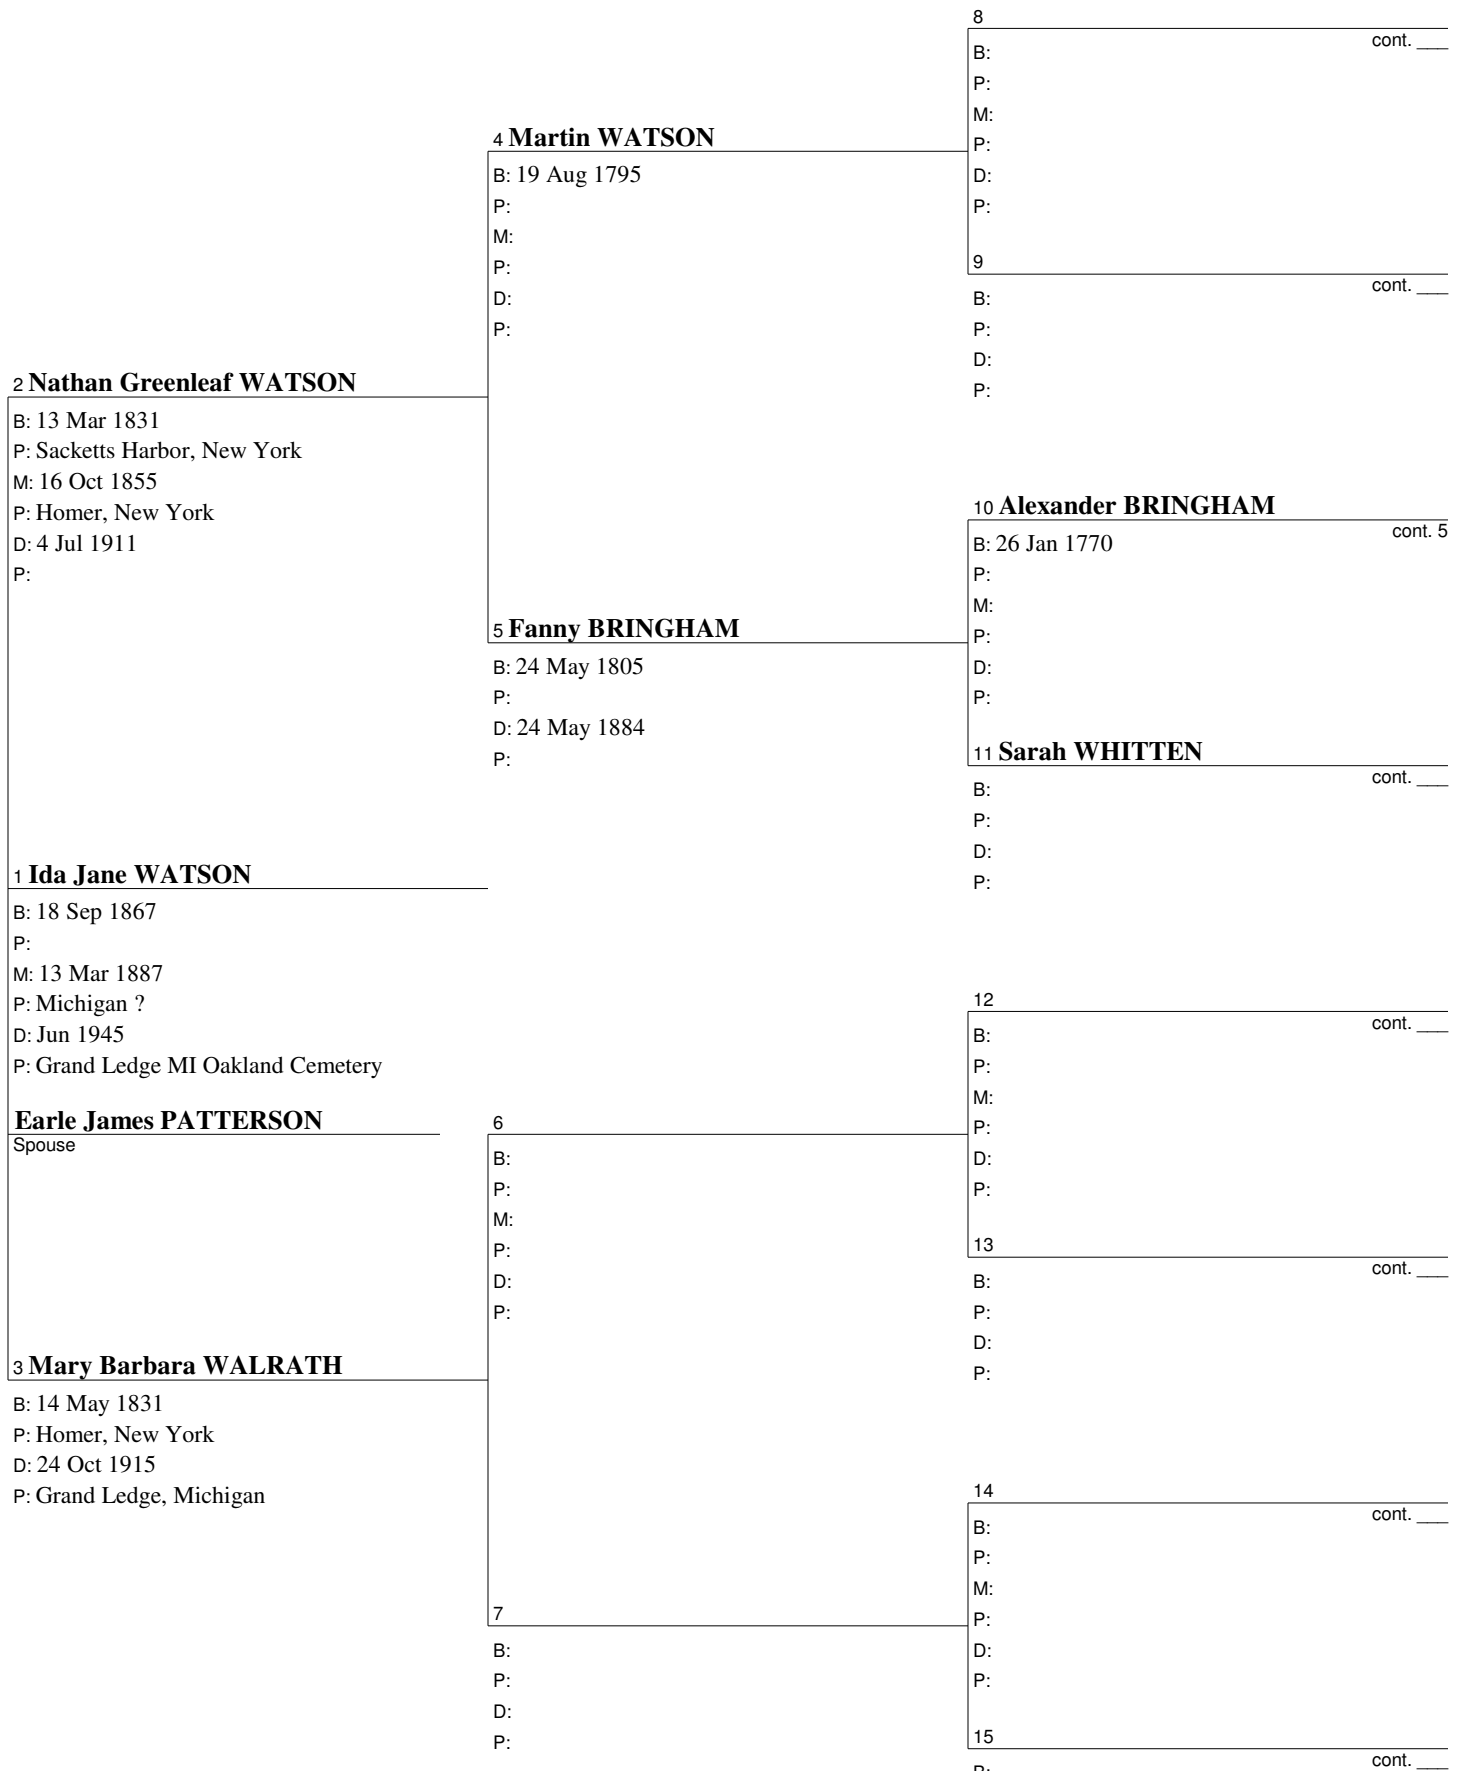 8
cont. ___
B:
P:
M:
P:
D:
P:
4 Martin WATSON
B: 19 Aug 1795
P:
M:
P:
D:
P:
9
cont. ___
B:
P:
D:
P:
2 Nathan Greenleaf WATSON
B: 13 Mar 1831
P: Sacketts Harbor, New York
M: 16 Oct 1855
P: Homer, New York
D: 4 Jul 1911
P:
10 Alexander BRINGHAM
cont. 5
B: 26 Jan 1770
P:
M:
P:
D:
P:
5 Fanny BRINGHAM
B: 24 May 1805
P:
D: 24 May 1884
P:
11 Sarah WHITTEN
cont. ___
B:
P:
D:
P:
1 Ida Jane WATSON
B: 18 Sep 1867
P:
M: 13 Mar 1887
P: Michigan ?
D: Jun 1945
P: Grand Ledge MI Oakland Cemetery
Earle James PATTERSON
Spouse
12
cont. ___
B:
P:
M:
P:
D:
P:
6
B:
P:
M:
P:
D:
P:
13
cont. ___
B:
P:
D:
P:
3 Mary Barbara WALRATH
B: 14 May 1831
P: Homer, New York
D: 24 Oct 1915
P: Grand Ledge, Michigan
14
cont. ___
B:
P:
M:
P:
D:
P:
7
B:
P:
D:
P:
15
cont. ___
B: